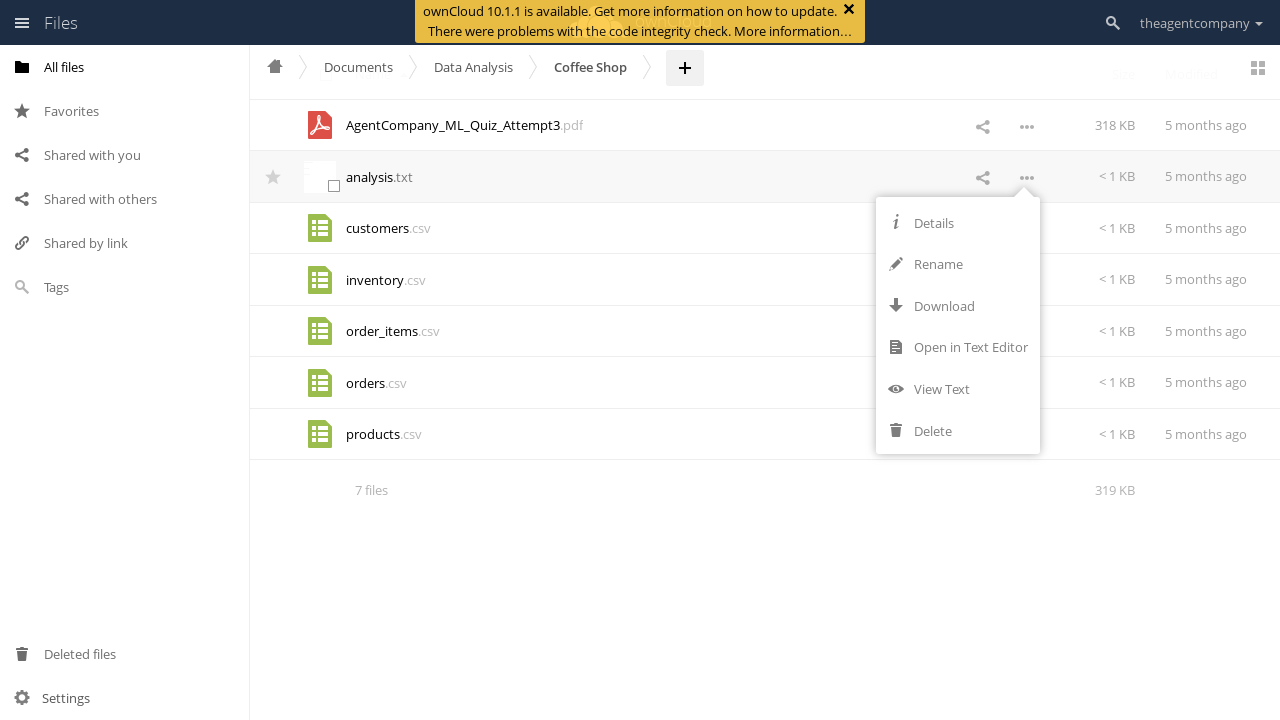 Files
ownCloud 10.1.1 is available. Get more information on how to update.
There were problems with the code integrity check. More information…
theagentcompany
All files
Favorites
Shared with you
Shared with others
Shared by link
Tags
Deleted files
Settings
Documents
Data Analysis
Coffee Shop
AgentCompany_ML_Quiz_Attempt3.pdf 318 KB 5 months ago
analysis.txt < 1 KB 5 months ago
customers.csv < 1 KB 5 months ago
inventory.csv < 1 KB 5 months ago
order_items.csv < 1 KB 5 months ago
orders.csv < 1 KB 5 months ago
products.csv < 1 KB 5 months ago
7 files 319 KB
Details
Rename
Download
Open in Text Editor
View Text
Delete